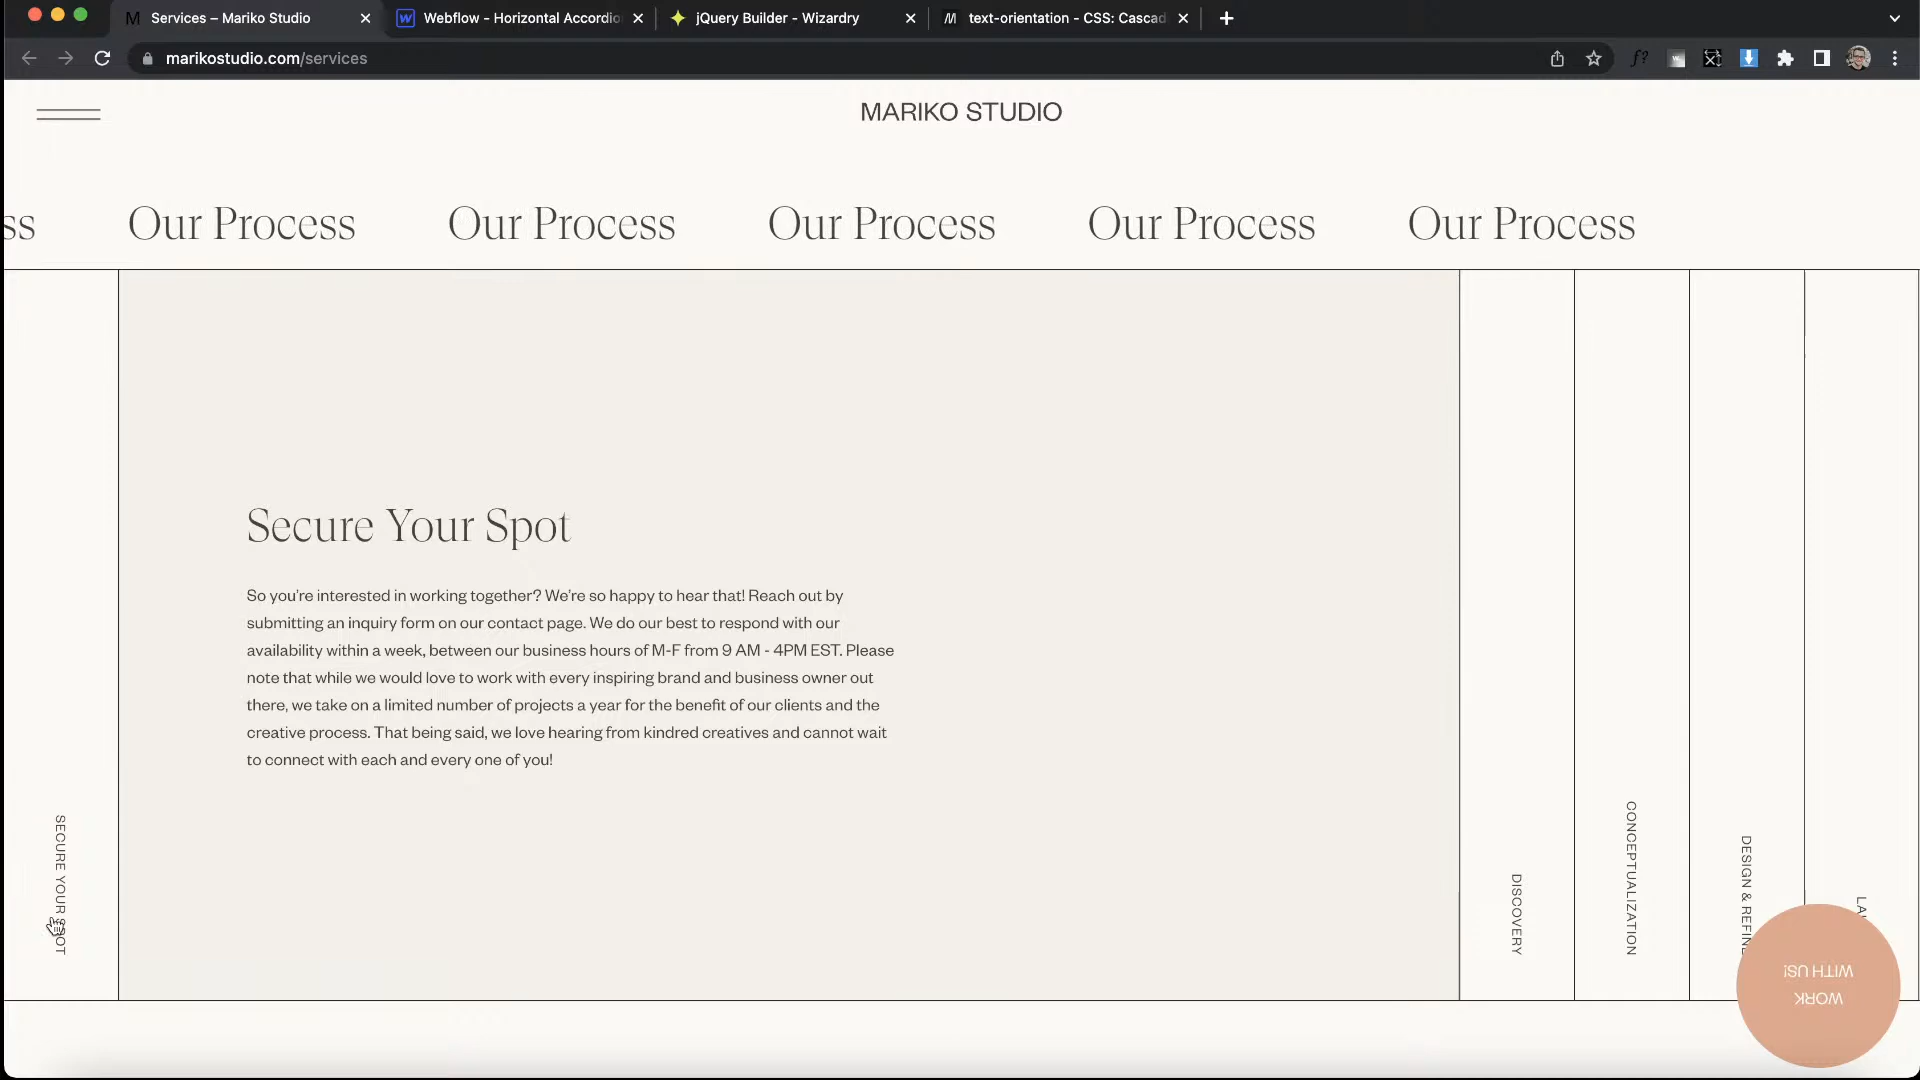 Services – Mariko Studio
Webflow - Horizontal Accordio
jQuery Builder - Wizardry
text-orientation - CSS: Cascad
marikostudio.com/services
MARIKO STUDIO
ss Our Process Our Process Our Process Our Process Our Process
Secure Your Spot
So you're interested in working together? We're so happy to hear that! Reach out by
submitting an inquiry form on our contact page. We do our best to respond with our
availability within a week, between our business hours of M-F from 9 AM - 4PM EST. Please
note that while we would love to work with every inspiring brand and business owner out
there, we take on a limited number of projects a year for the benefit of our clients and the
creative process. That being said, we love hearing from kindred creatives and cannot wait
to connect with each and every one of you!
SECURE YOUR SPOT
DISCOVERY
CONCEPTUALIZATION
DESIGN & REFIN
LA
WORK
WITH US!